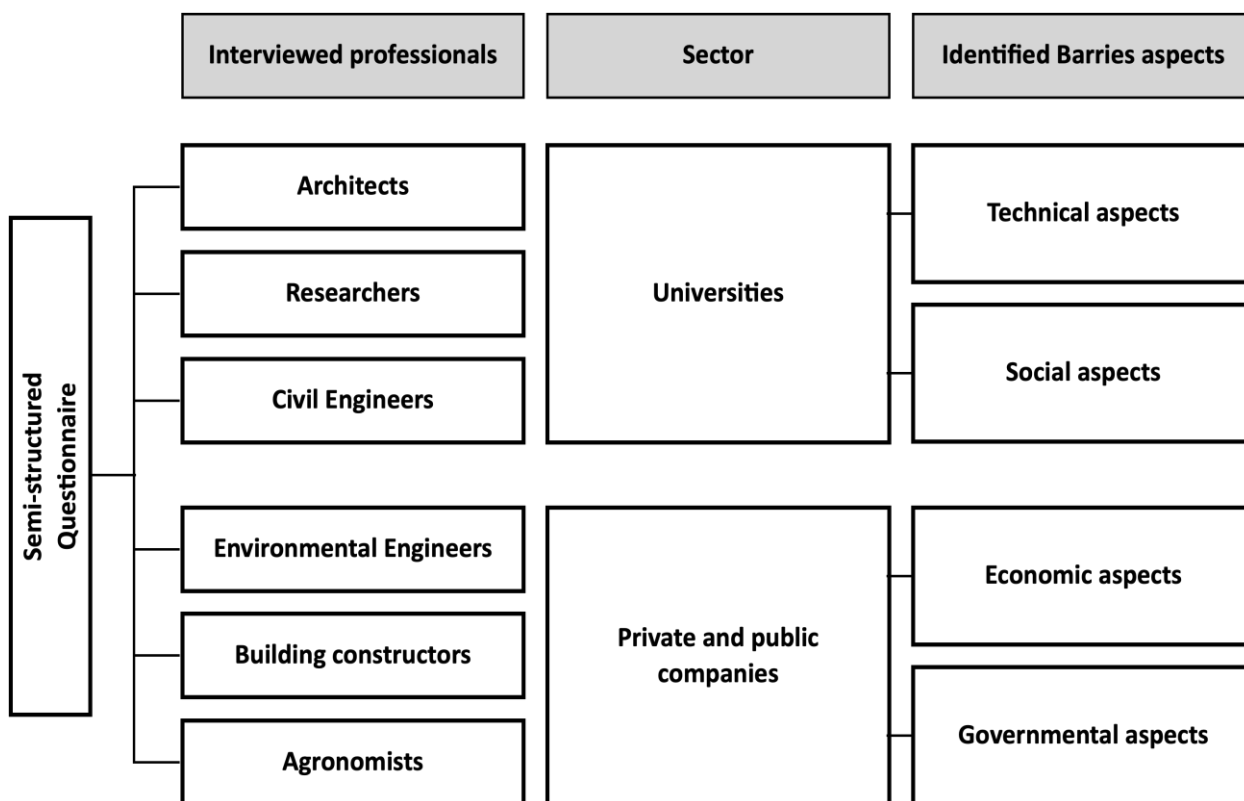 Interviewed professionals
Sector
Identified Barries aspects
Semi-structured
Questionnaire
Architects
Researchers
Civil Engineers
Universities
Technical aspects
Social aspects
Environmental Engineers
Building constructors
Agronomists
Private and public
companies
Economic aspects
Governmental aspects